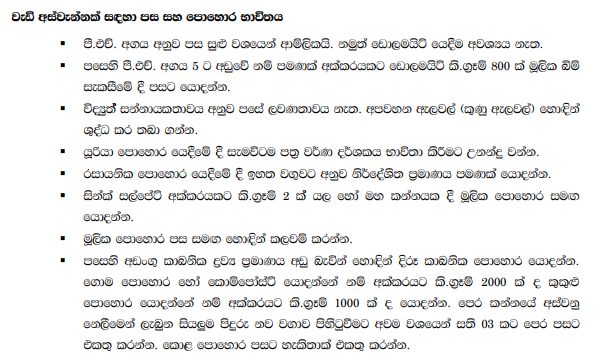 වැඩි අස්වැන්නක් සඳහා පස සහ පොහොර භාවිතය
▪ පී.එච්. අගය අනුව පස සුළු වශයෙන් ආම්ලිකයි. නමුත් ඩොලමයිට් යෙදීම අවශ්‍යය නැත.
▪ පසෙහි පී.එච්. අගය 5 ට අඩුවේ නම් පමණක් අක්කරයකට ඩොලමයිට් කි.ග්‍රෑම් 800 ක් මූලික බිම්
සැකසීමේ දී පසට යොදන්න.
▪ විද්‍යුත් සන්නායකතාවය අනුව පසේ ලවණතාවය නැත. අපවහන ඇලවල් (කුණු ඇලවල්) හොඳින්
ශුද්ධ කර තබා ගන්න.
▪ යූරියා පොහොර යෙදීමේ දී සැමවිටම පත්‍ර වර්ණ දර්ශකය භාවිතා කිරීමට උනන්දු වන්න.
▪ රසායනික පොහොර යෙදීමේ දී ඉහත වගුවට අනුව නිර්දේශිත ප්‍රමාණය පමණක් යොදන්න.
▪ සින්ක් සල්පේට් අක්කරයකට කි.ග්‍රෑම් 2 ක් යල හෝ මහ කන්නයක දී මූලික පොහොර සමඟ
යොදන්න.
▪ මූලික පොහොර පස සමඟ හොඳින් කලවම් කරන්න.
▪ පසෙහි අඩංගු කාබනික ද්‍රව්‍ය ප්‍රමාණය අඩු බැවින් හොඳින් දිරූ කාබනික පොහොර යොදන්න.
ගොම පොහොර හෝ කොම්පෝස්ට් යොදන්නේ නම් අක්කරයට කි.ග්‍රෑම් 2000 ක් ද කුකුළු
පොහොර යොදන්නේ නම් අක්කරයට කි.ග්‍රෑම් 1000 ක් ද යොදන්න. පෙර කන්නයේ අස්වනු
නෙලීමෙන් ලැබුන සියලුම පිදුරු නව වගාව පිහිටුවීමට අවම වශයෙන් සති 03 කට පෙර පසට
එකතු කරන්න. කොළ පොහොර පසට හැකිතාක් එකතු කරන්න.